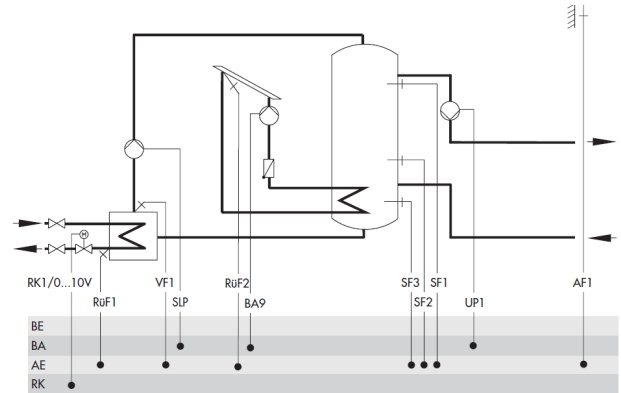 M
RK1/0...10V
VF1
RüF2
SF3
SF1
AF1
RüF1
SLP
BA9
SF2
UP1
BE
BA
AE
RK